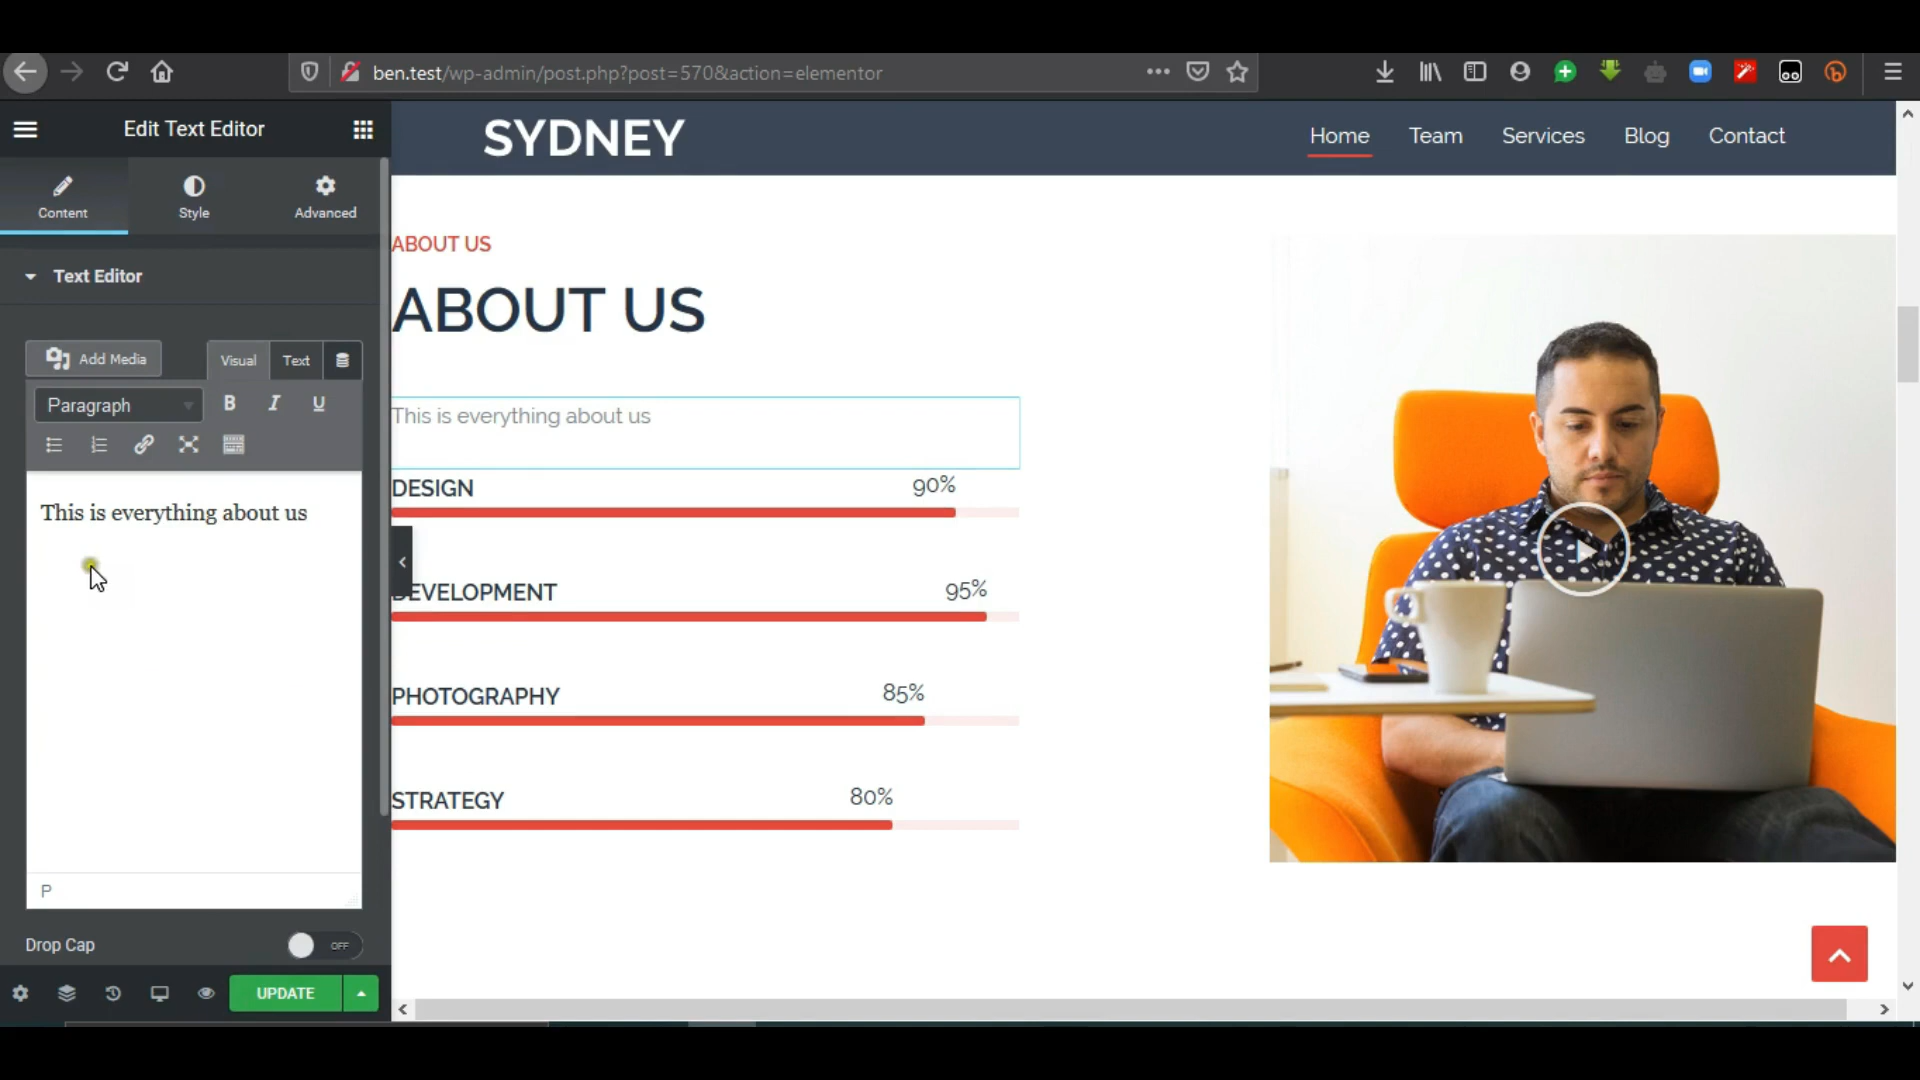 ben.test/wp-admin/post.php?post=570&action=elementor
Edit Text Editor
SYDNEY
Home
Team
Services
Blog
Contact
Content
Style
Advanced
Text Editor
Add Media
Visual
Text
Paragraph
B
I
U
This is everything about us
P
Drop Cap
OFF
UPDATE
ABOUT US
ABOUT US
This is everything about us
DESIGN 90%
EVELOPMENT 95%
PHOTOGRAPHY 85%
STRATEGY 80%